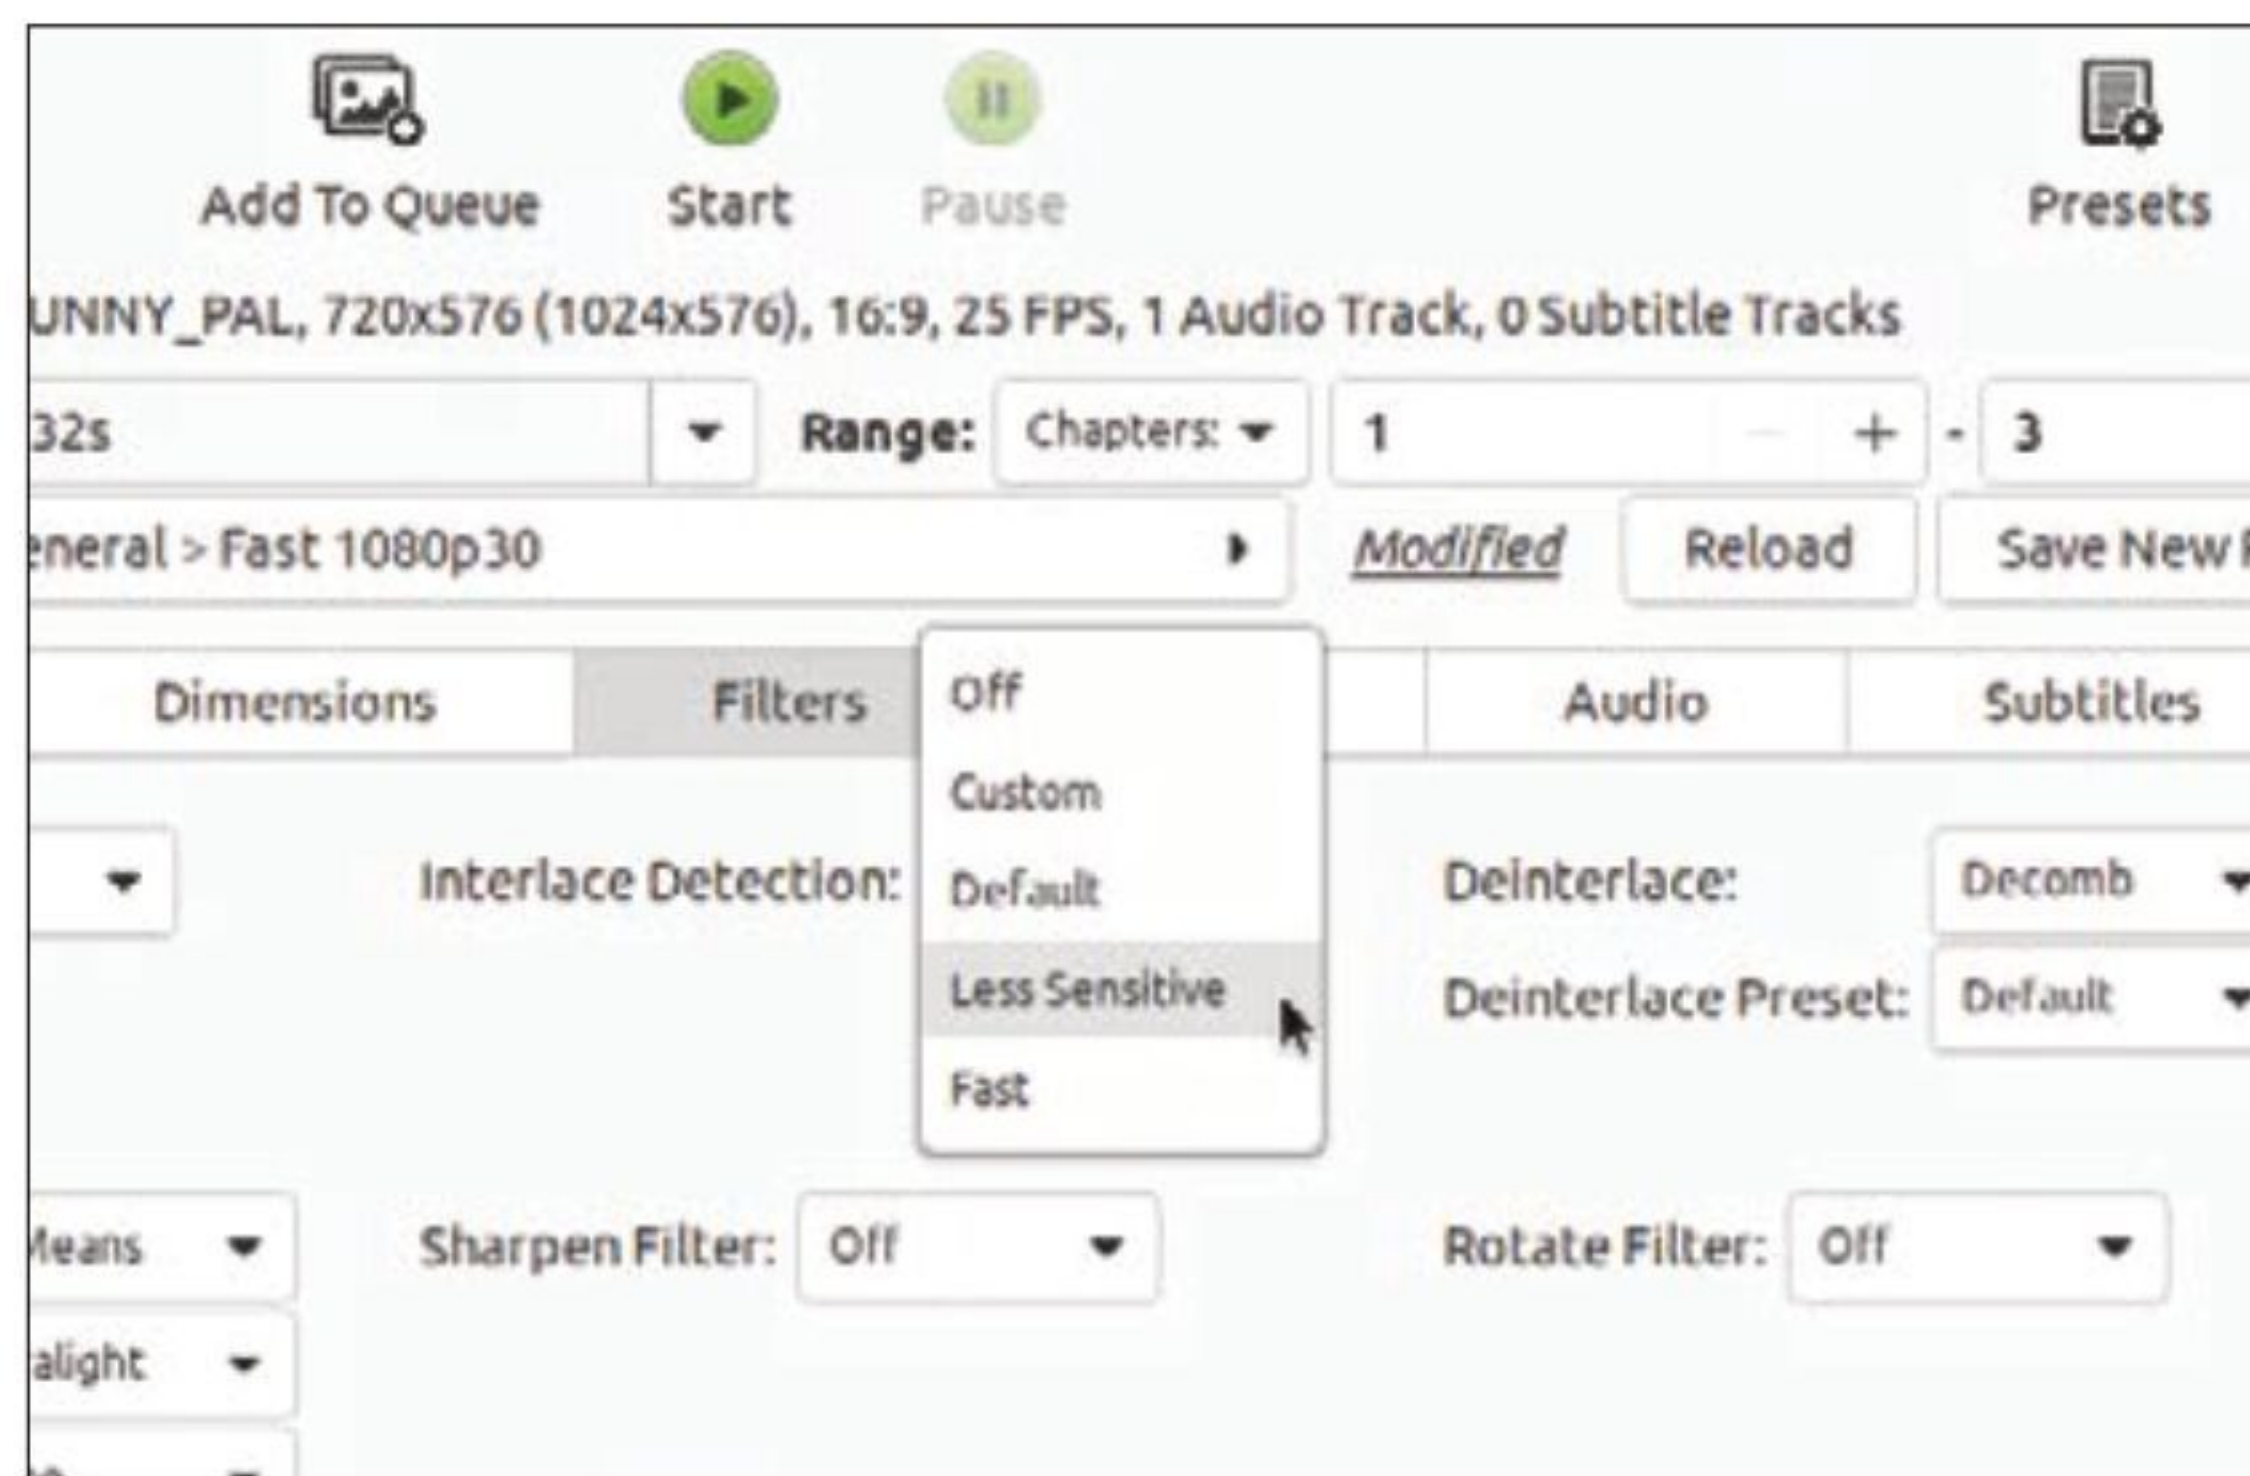 Add To Queue Start Pause Presets
UNNY_PAL, 720x576 (1024x576), 16:9, 25 FPS, 1 Audio Track, 0 Subtitle Tracks
32s Range: Chapters: 1 - + - 3
eneral > Fast 1080p30 Modified Reload Save New
Dimensions Filters Audio Subtitles
Off
Custom
Interlace Detection: Default Deinterlace: Decomb
Less Sensitive Deinterlace Preset: Default
Fast
Means Sharpen Filter: Off Rotate Filter: Off
alight